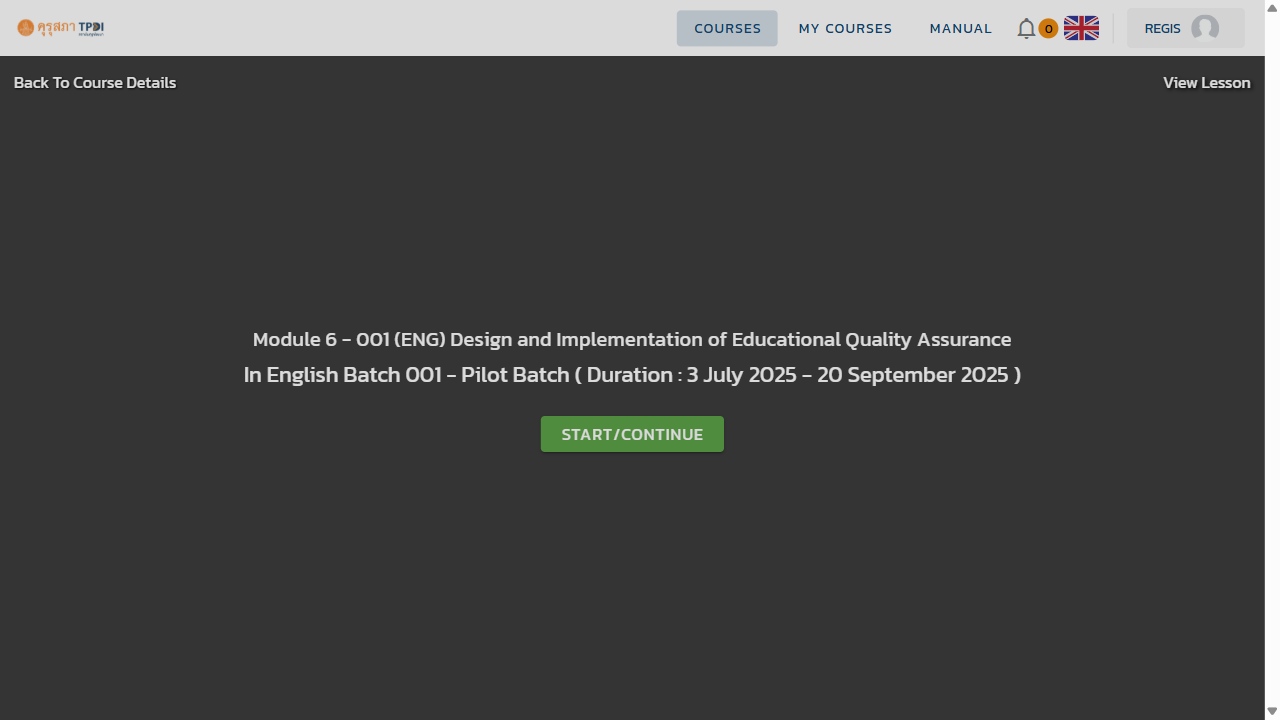 คุรุสภา TPDI
COURSES
MY COURSES
MANUAL
0
REGIS
Back To Course Details
View Lesson
Module 6 - 001 (ENG) Design and Implementation of Educational Quality Assurance
In English Batch 001 - Pilot Batch ( Duration : 3 July 2025 - 20 September 2025 )
START/CONTINUE